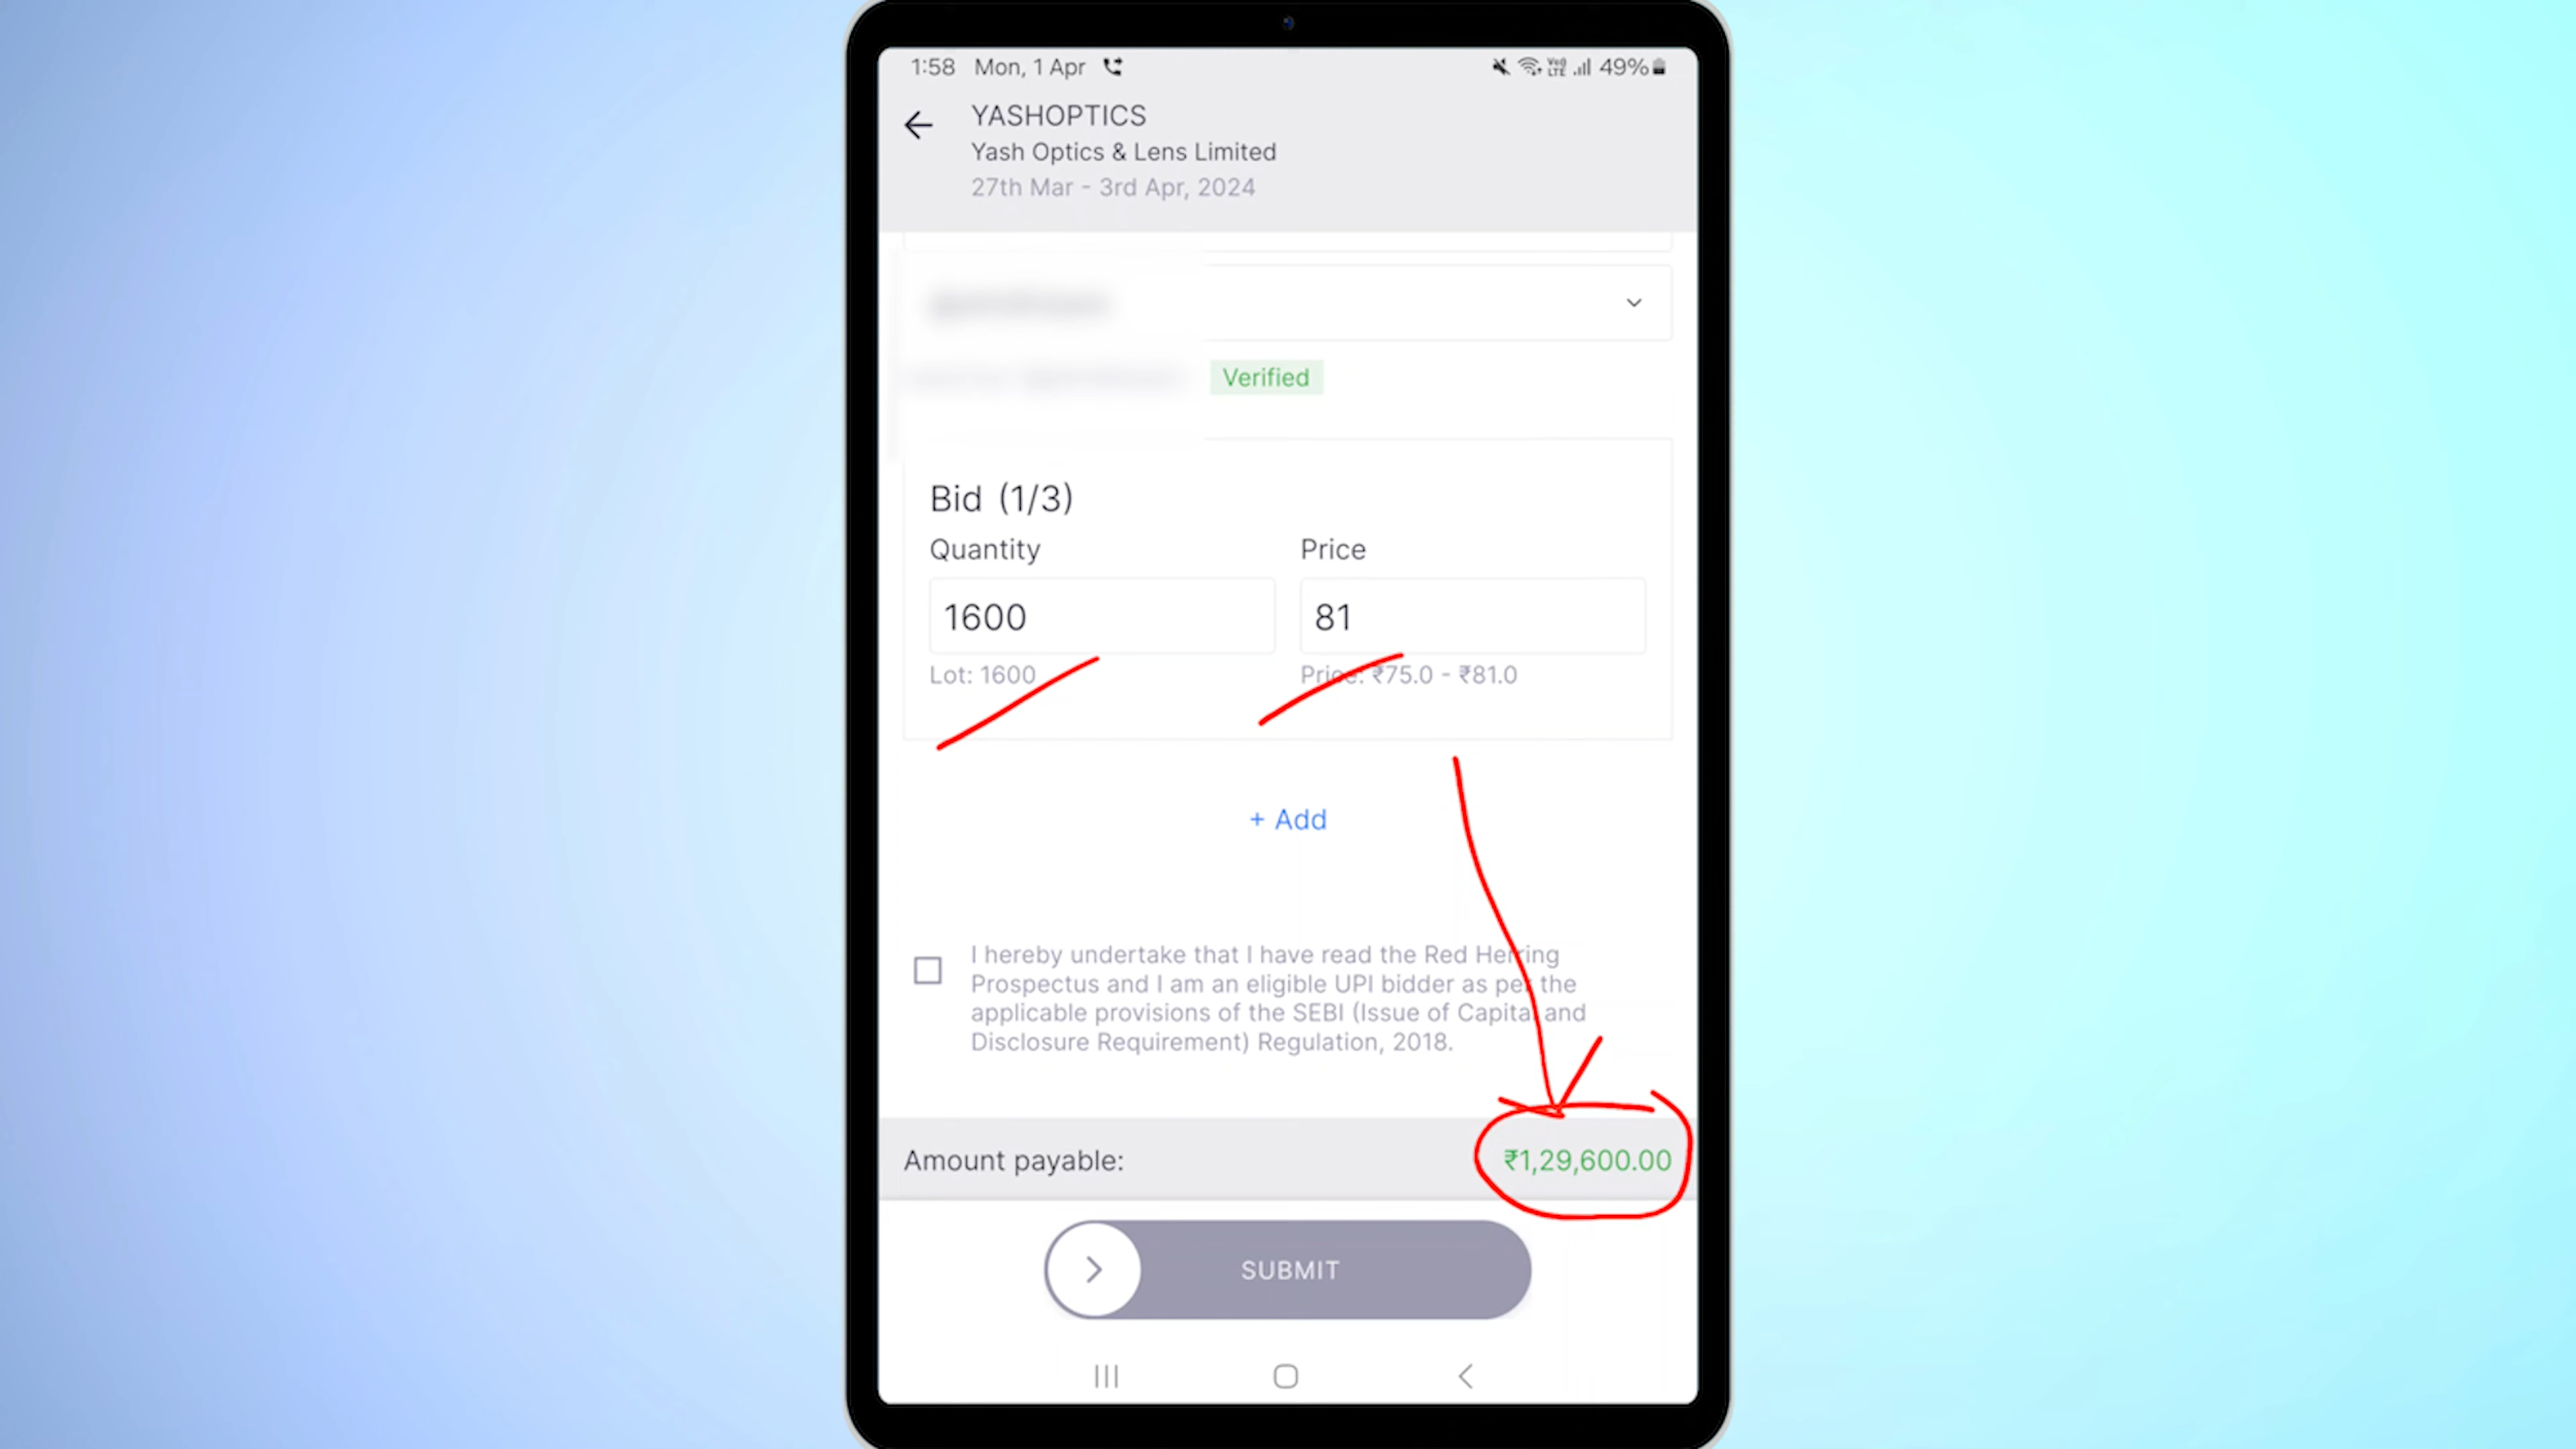 1:58 Mon, 1 Apr 49%
YASHOPTICS
Yash Optics & Lens Limited
27th Mar - 3rd Apr, 2024
Verified
Bid (1/3)
Quantity Price
1600 81
Lot: 1600 Price: ₹75.0 - ₹81.0
+ Add
I hereby undertake that I have read the Red Herring
Prospectus and I am an eligible UPI bidder as per the
applicable provisions of the SEBI (Issue of Capital and
Disclosure Requirement) Regulation, 2018.
Amount payable: ₹1,29,600.00
SUBMIT